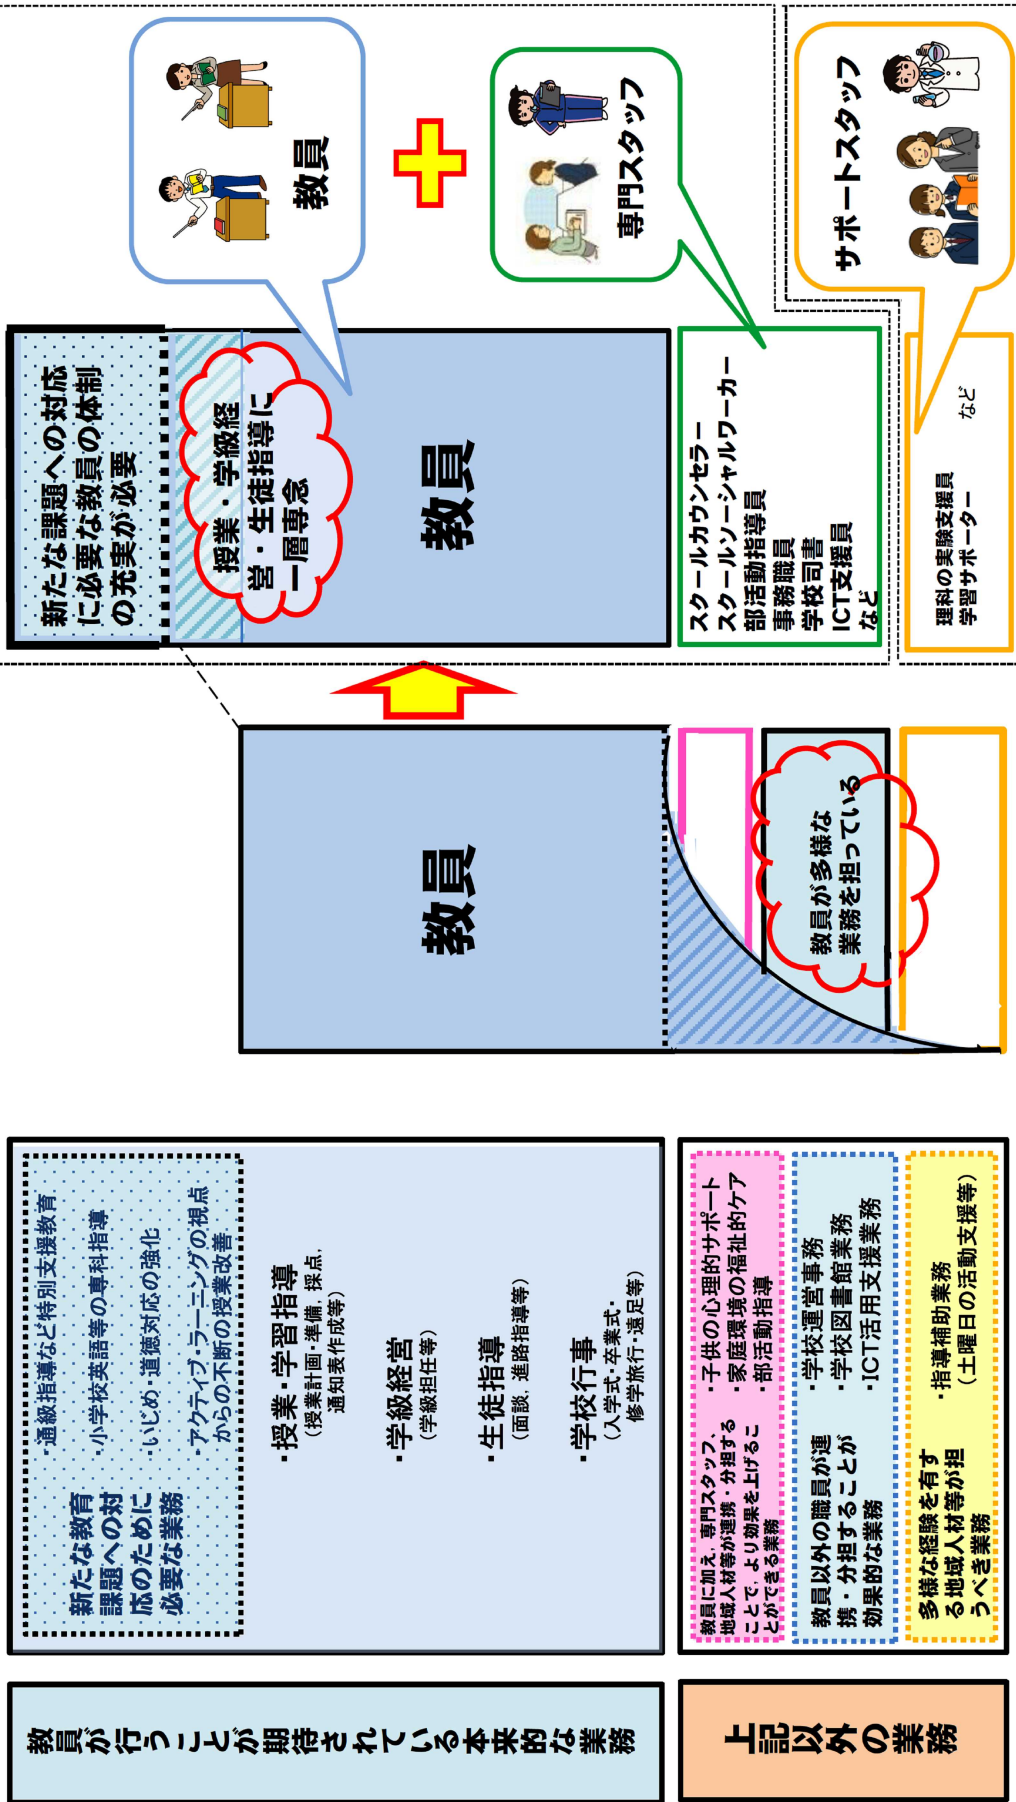 教員が行うことが期待されている本来的な業務
新たな教育
課題への対
応のために
必要な業務
・通級指導など特別支援教育
・小学校英語等の専科指導
・いじめ、道徳対応の強化
・アクティブ・ラーニングの視点
からの不断の授業改善
・授業・学習指導
（授業計画・準備、採点、
通知表作成等）
・学級経営
（学級担任等）
・生徒指導
（面談、進路指導等）
・学校行事
（入学式・卒業式・
修学旅行・遠足等）
上記以外の業務
教員に加え、専門スタッフ、
地域人材等が連携・分担する
ことで、より効果を上げるこ
とができる業務
・子供の心理的サポート
・家庭環境の福祉的ケア
・部活動指導
教員以外の職員が連
携・分担することが
効果的な業務
・学校運営事務
・学校図書館業務
・ICT活用支援業務
多様な経験を有す
る地域人材等が担
うべき業務
・指導補助業務
（土曜日の活動支援等）
教員
教員が多様な
業務を担っている
新たな課題への対応
に必要な教員の体制
の充実が必要
授業・学級経
営・生徒指導に
一層専念
教員
スクールカウンセラー
スクールソーシャルワーカー
部活動指導員
事務職員
学校司書
ICT支援員
など
理科の実験支援員
学習サポーター
など
教員
専門スタッフ
サポートスタッフ